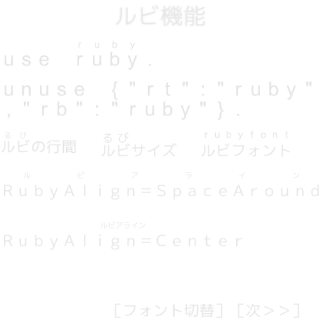 ルビ機能
ruby
use ruby.
unuse {"rt":"ruby"
,"rb":"ruby"}.
るび るび rubyfont
ルビの行間 ルビサイズ ルビフォント
ルビアライン
RubyAlign=SpaceAround
ルビアライン
RubyAlign=Center
[フォント切替] [次>>]